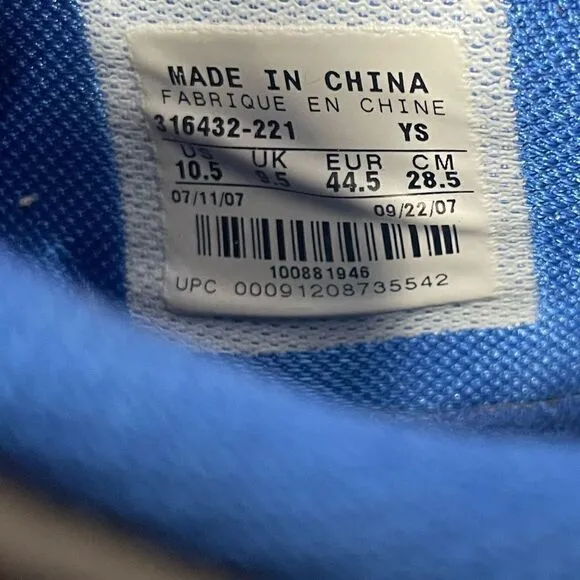 MADE IN CHINA
FABRIQUE EN CHINE
316432-221 YS
US UK EUR CM
10.5 9.5 44.5 28.5
07/11/07 09/22/07
100881946
UPC 00091208735542